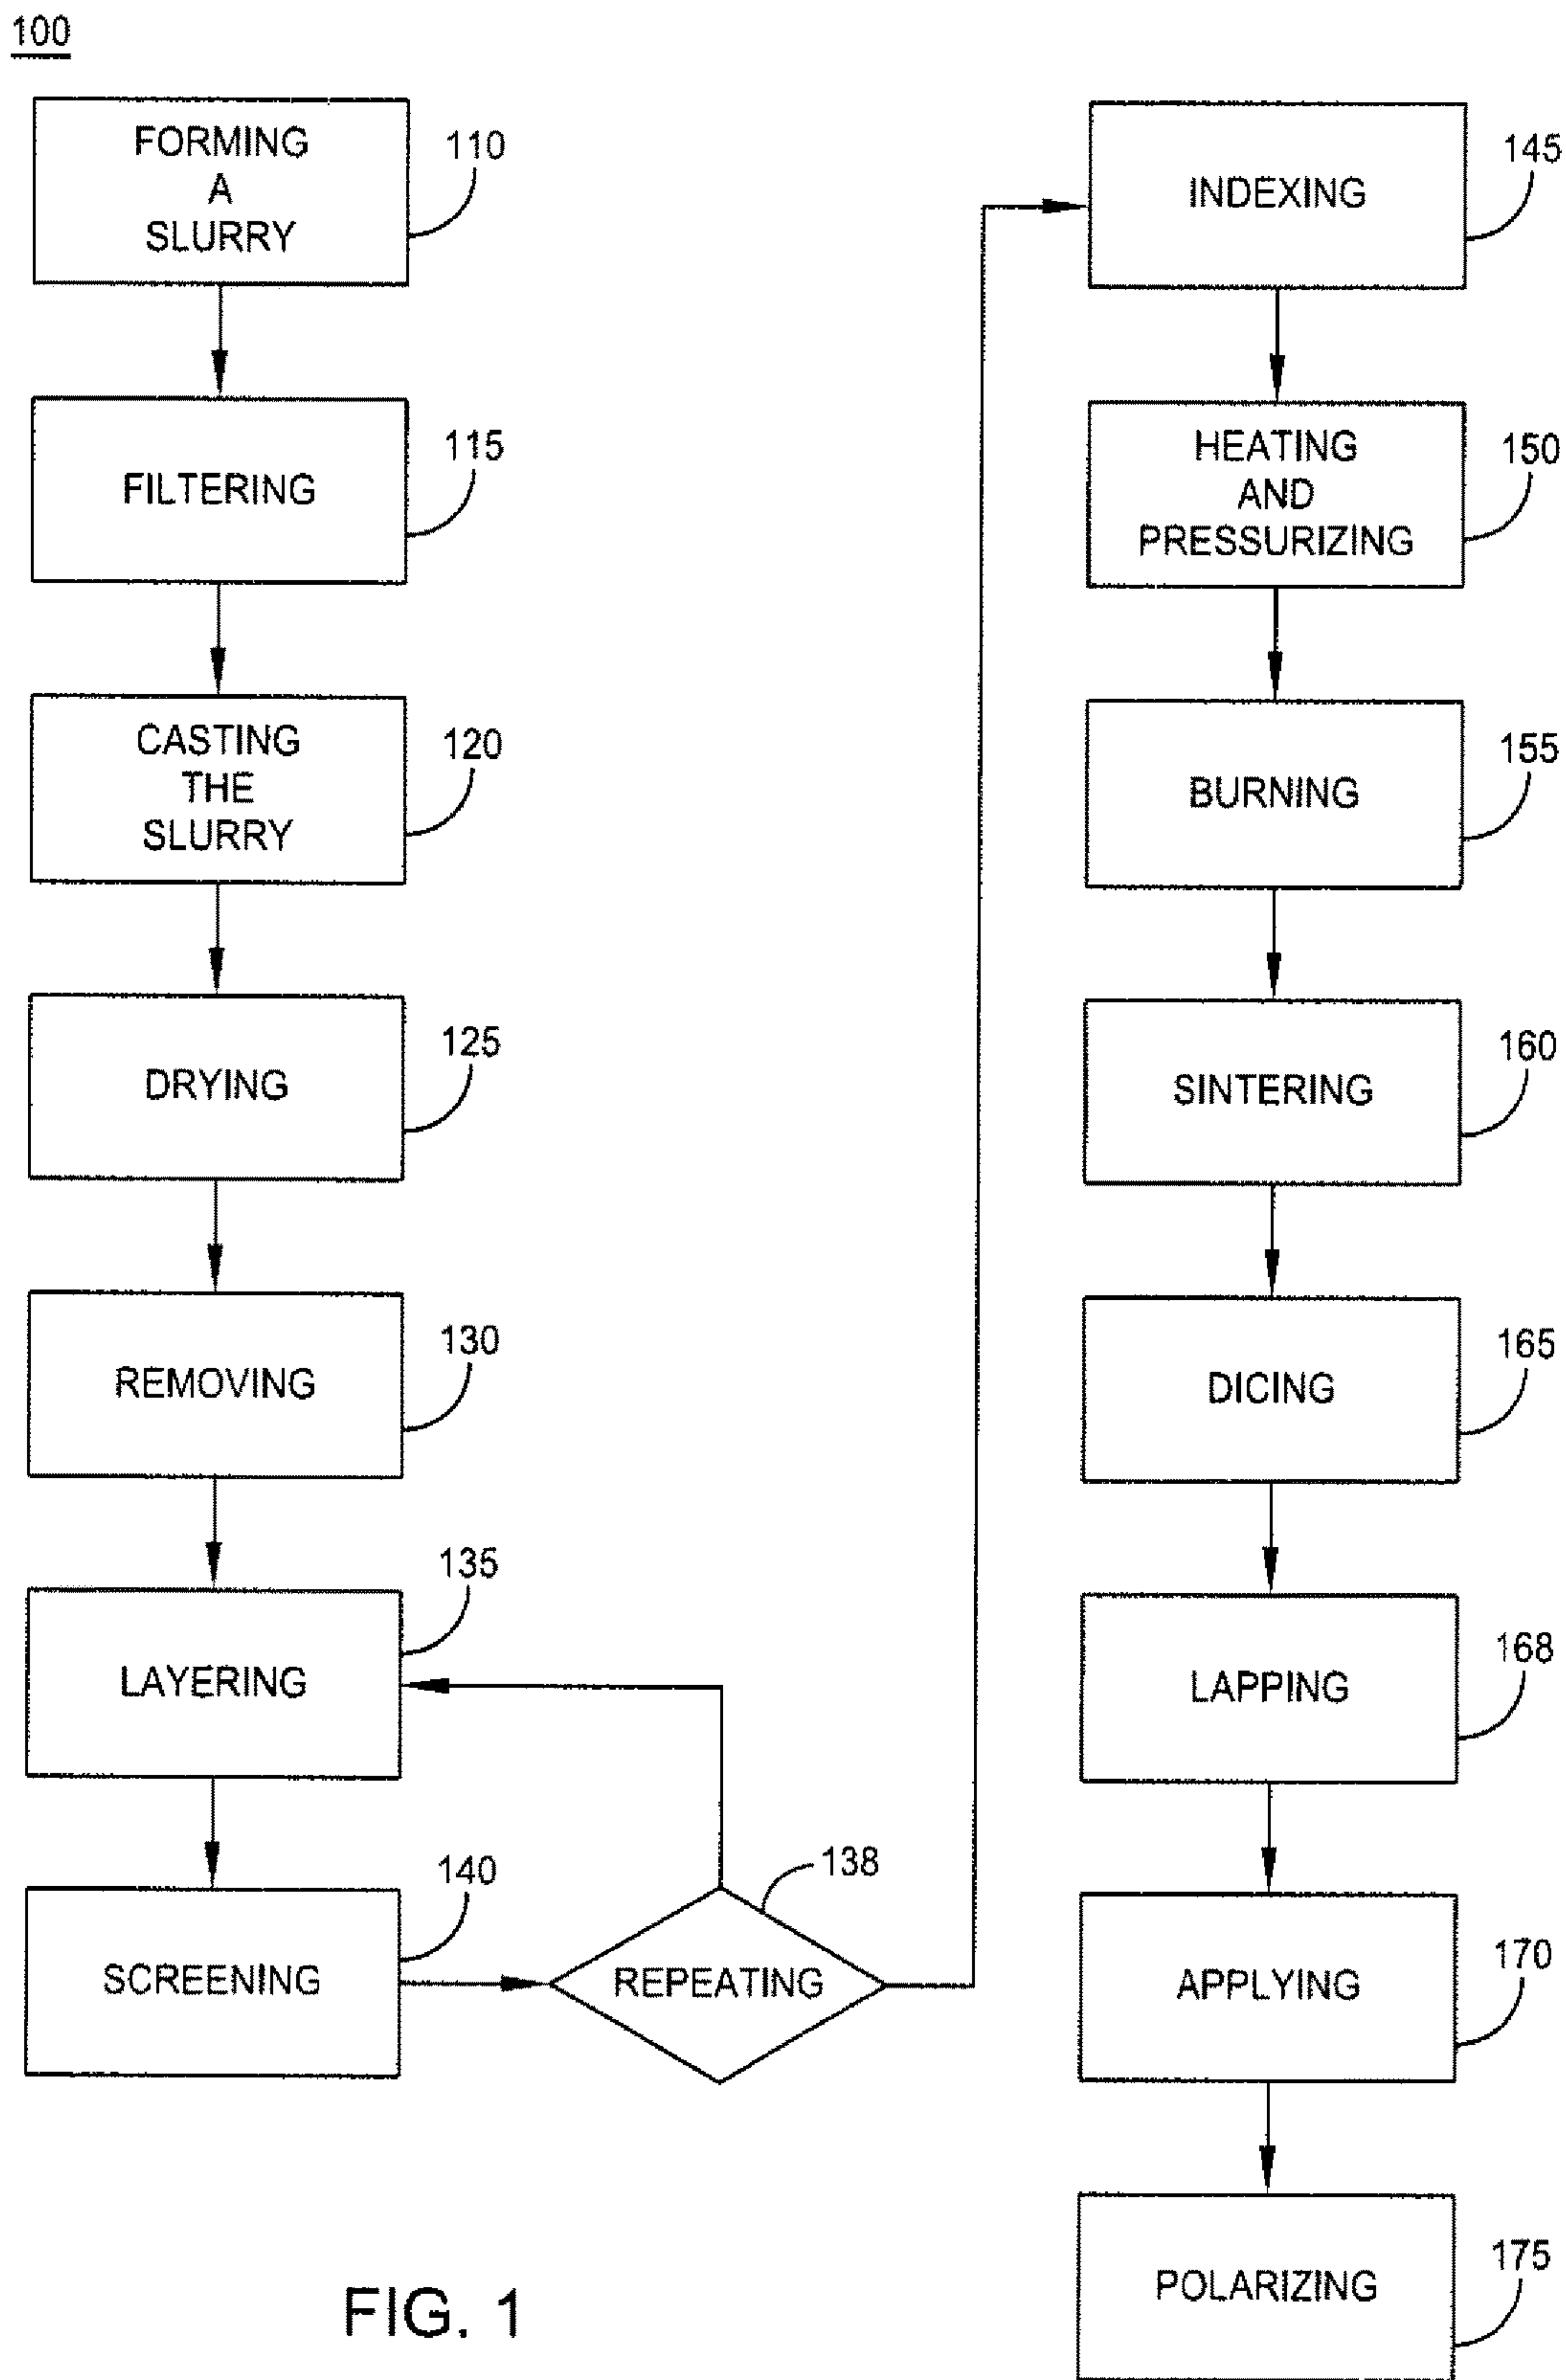 100
FORMING
A
SLURRY
110
FILTERING
115
CASTING
THE
SLURRY
120
DRYING
125
REMOVING
130
LAYERING
135
SCREENING
140
REPEATING
138
INDEXING
145
HEATING
AND
PRESSURIZING
150
BURNING
155
SINTERING
160
DICING
165
LAPPING
168
APPLYING
170
POLARIZING
175
FIG. 1